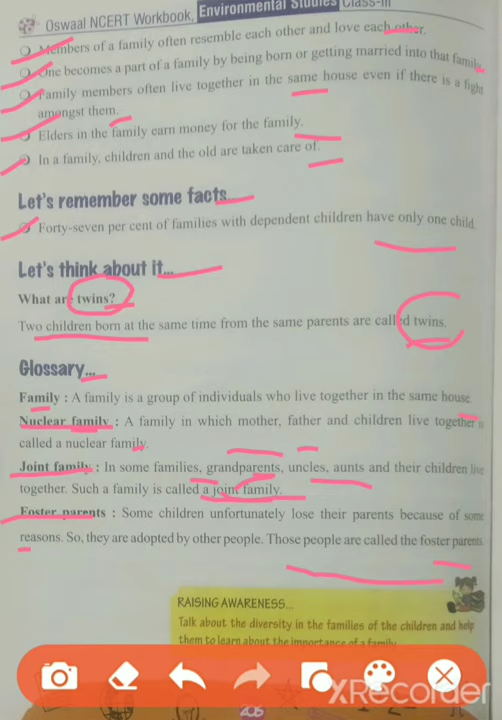 Oswaal NCERT Workbook, Environmental Studies Class-III
Members of a family often resemble each other and love each other.
One becomes a part of a family by being born or getting married into that family.
Family members often live together in the same house even if there is a fight
amongst them.
Elders in the family earn money for the family.
In a family, children and the old are taken care of.
Let's remember some facts...
Forty-seven per cent of families with dependent children have only one child.
Let's think about it...
What are twins?
Two children born at the same time from the same parents are called twins.
Glossary...
Family : A family is a group of individuals who live together in the same house.
Nuclear family : A family in which mother, father and children live together is
called a nuclear family.
Joint family : In some families, grandparents, uncles, aunts and their children live
together. Such a family is called a joint family.
Foster parents : Some children unfortunately lose their parents because of some
reasons. So, they are adopted by other people. Those people are called the foster parents.
RAISING AWARENESS...
Talk about the diversity in the families of the children and help
them to learn about the importance of a family.
XRecorder
206